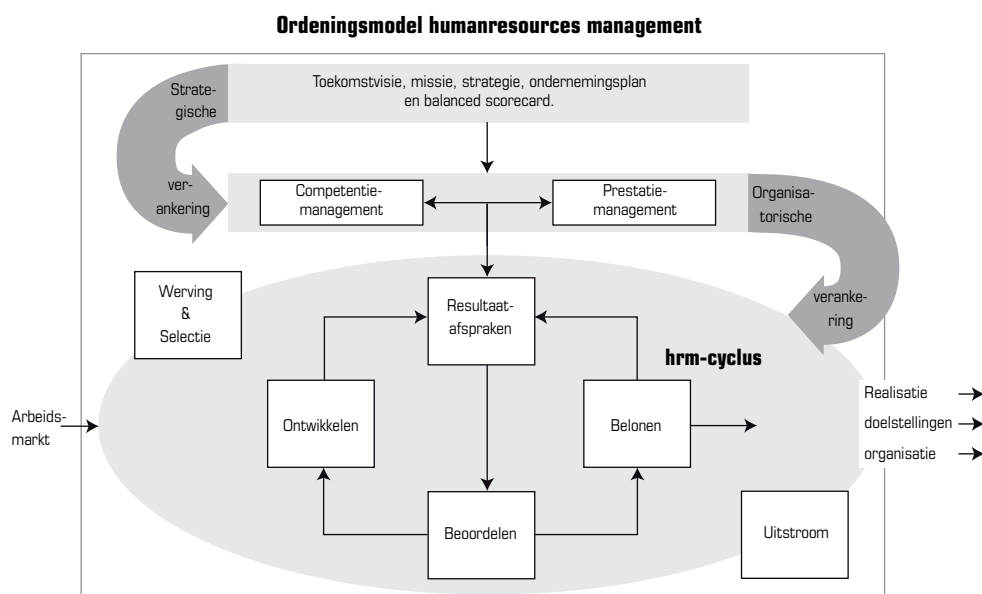 Ordeningsmodel humanresources management
Strate-
gische
Toekomstvisie, missie, strategie, ondernemingsplan
en balanced scorecard.
ver-
ankering
Competentie-
management
Prestatie-
management
Organisa-
torische
Werving
&
Selectie
Resultaat-
afspraken
veranke-
ring
hrm-cyclus
Arbeids-
markt
Ontwikkelen
Belonen
Realisatie
doelstellingen
organisatie
Beoordelen
Uitstroom